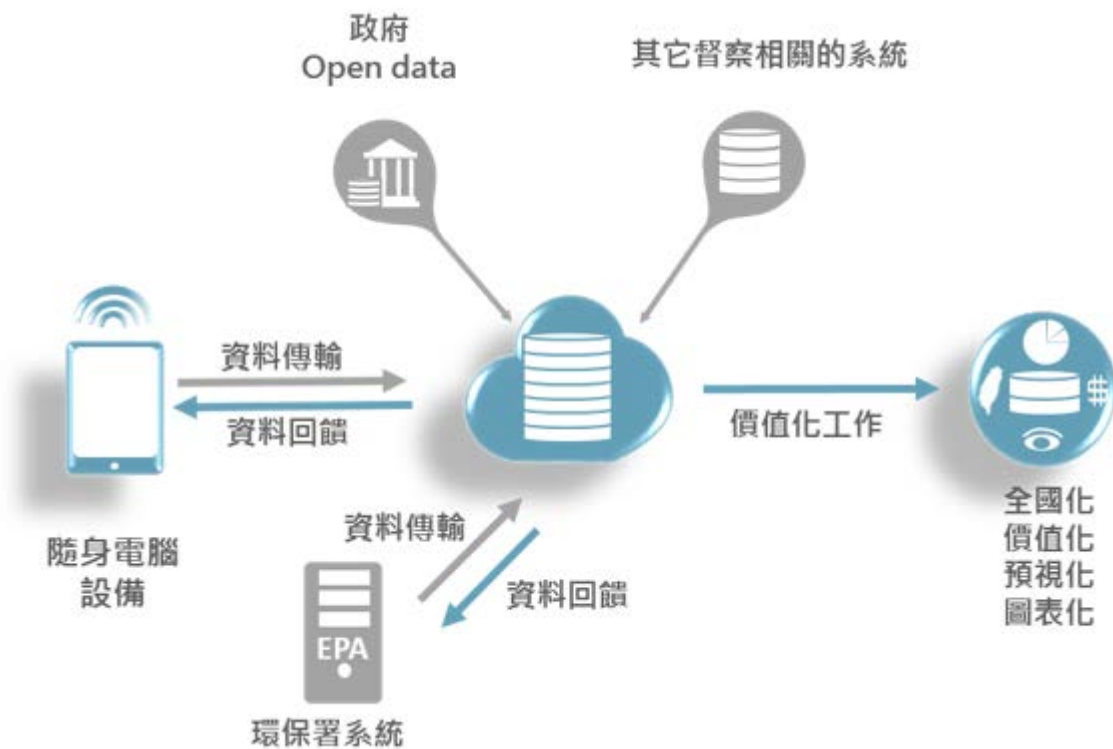 政府
Open data
其它督察相關的系統
資料傳輸
資料回饋
價值化工作
隨身電腦
設備
資料傳輸
資料回饋
EPA
環保署系統
全國化
價值化
預視化
圖表化